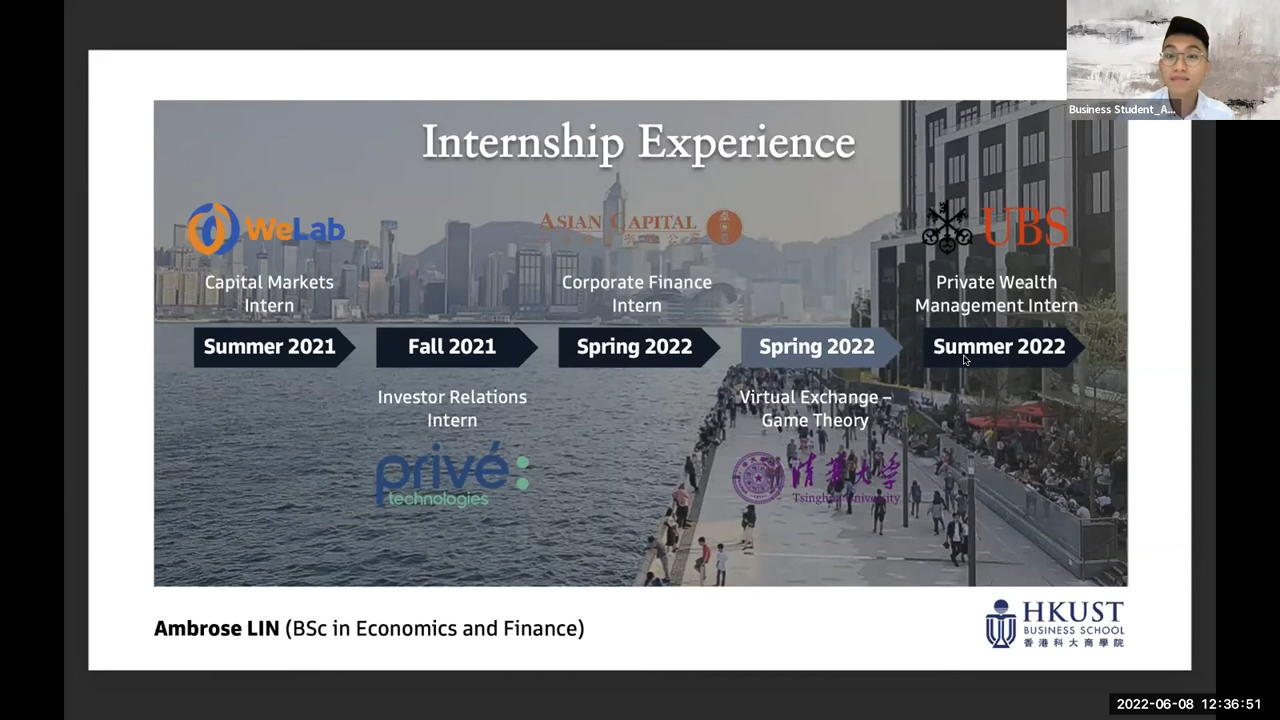 Business Student_A...
Internship Experience
WeLab
ASIAN CAPITAL
UBS
Capital Markets
Intern
Corporate Finance
Intern
Private Wealth
Management Intern
Summer 2021
Fall 2021
Spring 2022
Spring 2022
Summer 2022
Investor Relations
Intern
Virtual Exchange –
Game Theory
privé:
technologies
清華大学
Tsinghua University
Ambrose LIN (BSc in Economics and Finance)
HKUST
BUSINESS SCHOOL
香港科大商學院
2022-06-08 12:36:51